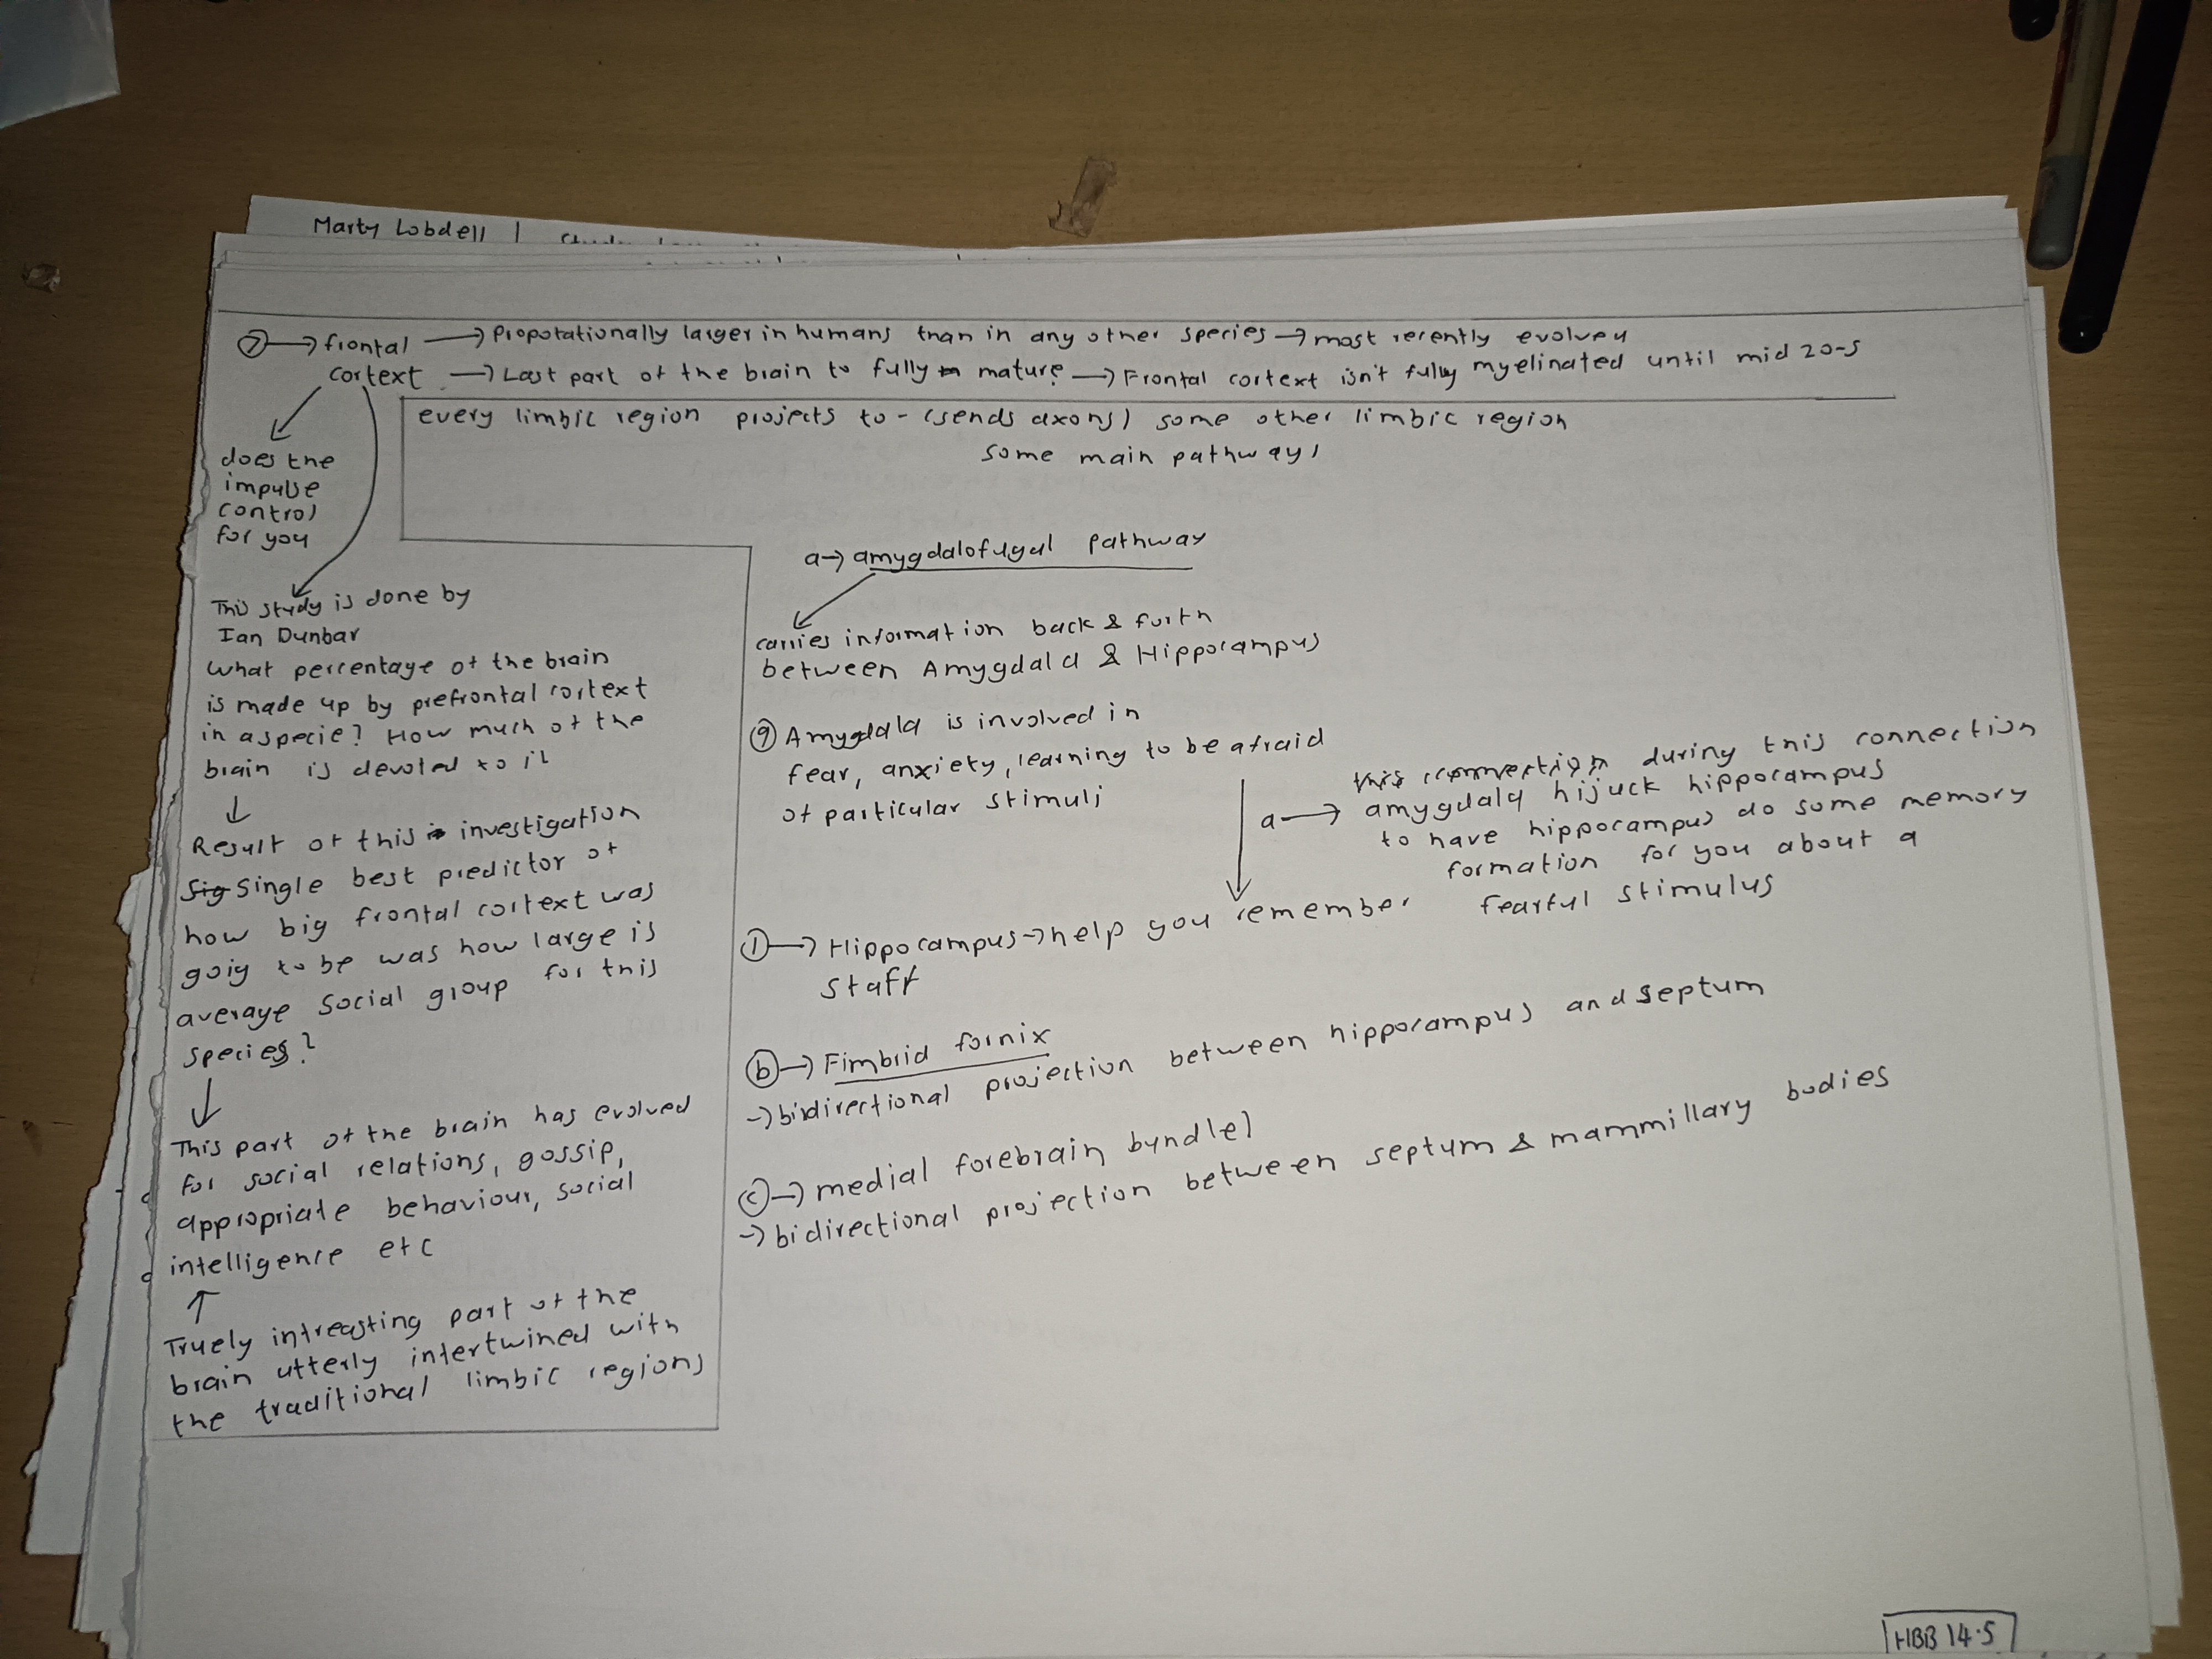 Marty Lobdell |
⑦→ frontal → Propotationally larger in humans than in any other species → most recently evolved
cortext → Last part of the brain to fully mature → Frontal cortext isn't fully myelinated until mid 20-s
every limbic region projects to - (sends axons) some other limbic region
some main pathways
does the
impulse
control
for you
This study is done by
Ian Dunbar
what percentage of the brain
is made up by prefrontal cortext
in a specie? How much of the
brain is devoted to it
↓
Result of this investigation
Sig Single best predictor of
how big frontal cortext was
goig to be was how large is
average social group for this
species?
↓
This part of the brain has evolved
for social relations, gossip,
appropriate behaviour, social
intelligence etc
↑
Truely intreasting part of the
brain utterly intertwined with
the traditional limbic regions
a→ amygdalofugal pathway
carries information back & forth
between Amygdala & Hippocampus
⑨ Amygdala is involved in
fear, anxiety, learning to be afraid
of particular stimuli
this connection during this connection
a→ amygdala hijack hippocampus
to have hippocampus do some memory
formation for you about a
fearful stimulus
①→ Hippocampus → help you remember
staff
ⓑ→ Fimbrid fornix
→ bidirectional projection between hippocampus and septum
ⓒ→ medial forebrain byndle)
→ bidirectional projection between septum & mammillary bodies
HBB 14.5